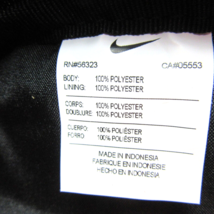 RN#56323 CA#05553
BODY: 100% POLYESTER
LINING: 100% POLYESTER
CORPS: 100% POLYESTER
DOUBLURE: 100% POLYESTER
CUERPO: 100% POLIÉSTER
FORRO: 100% POLIÉSTER
MADE IN INDONESIA
FABRIQUÉ EN INDONÉSIE
HECHO EN INDONESIA